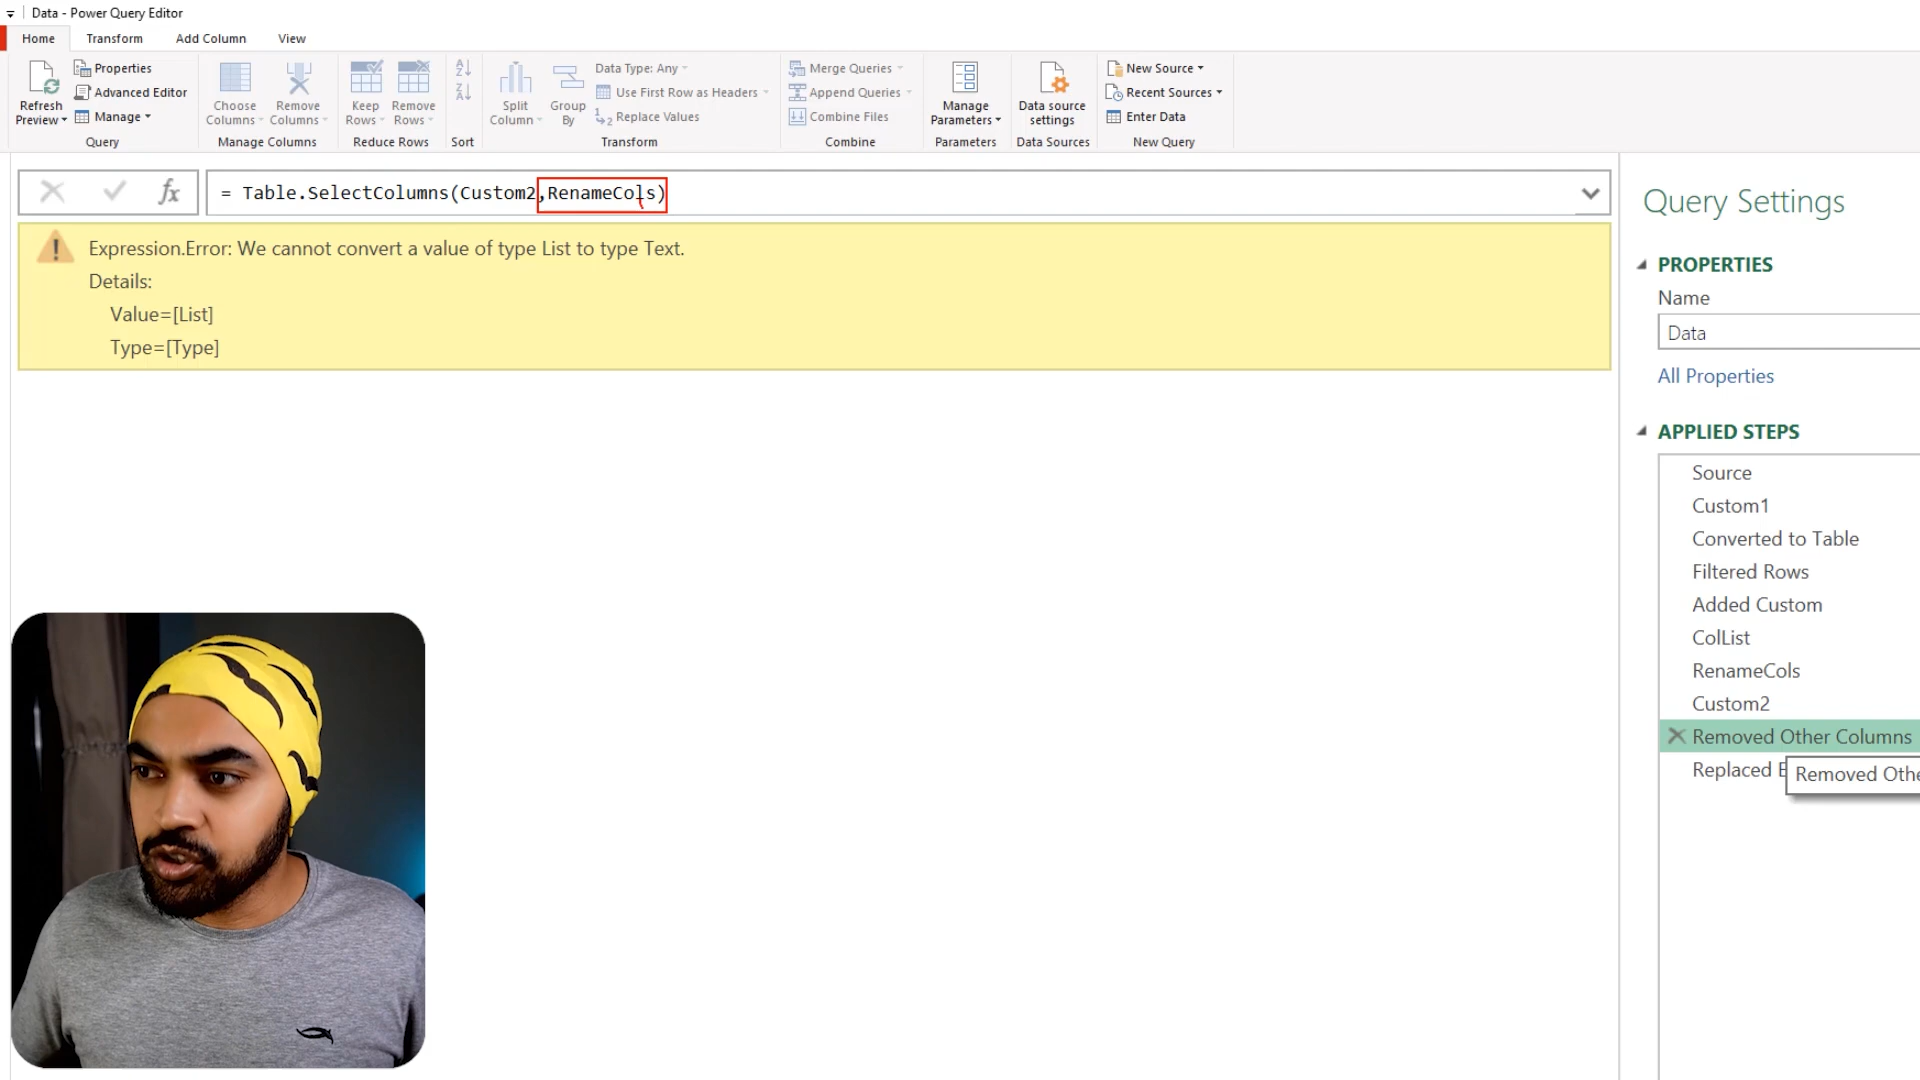 Data - Power Query Editor
Home Transform Add Column View
Refresh Preview
Properties
Advanced Editor
Manage
Query
Choose Columns
Remove Columns
Manage Columns
Keep Rows
Remove Rows
Reduce Rows
Sort
Split Column
Group By
Data Type: Any
Use First Row as Headers
Replace Values
Transform
Merge Queries
Append Queries
Combine Files
Combine
Manage Parameters
Parameters
Data source settings
Data Sources
New Source
Recent Sources
Enter Data
New Query
fx
= Table.SelectColumns(Custom2,RenameCols)
Expression.Error: We cannot convert a value of type List to type Text.
Details:
Value=[List]
Type=[Type]
Query Settings
PROPERTIES
Name
Data
All Properties
APPLIED STEPS
Source
Custom1
Converted to Table
Filtered Rows
Added Custom
ColList
RenameCols
Custom2
Removed Other Columns
Replaced E
Removed Othe